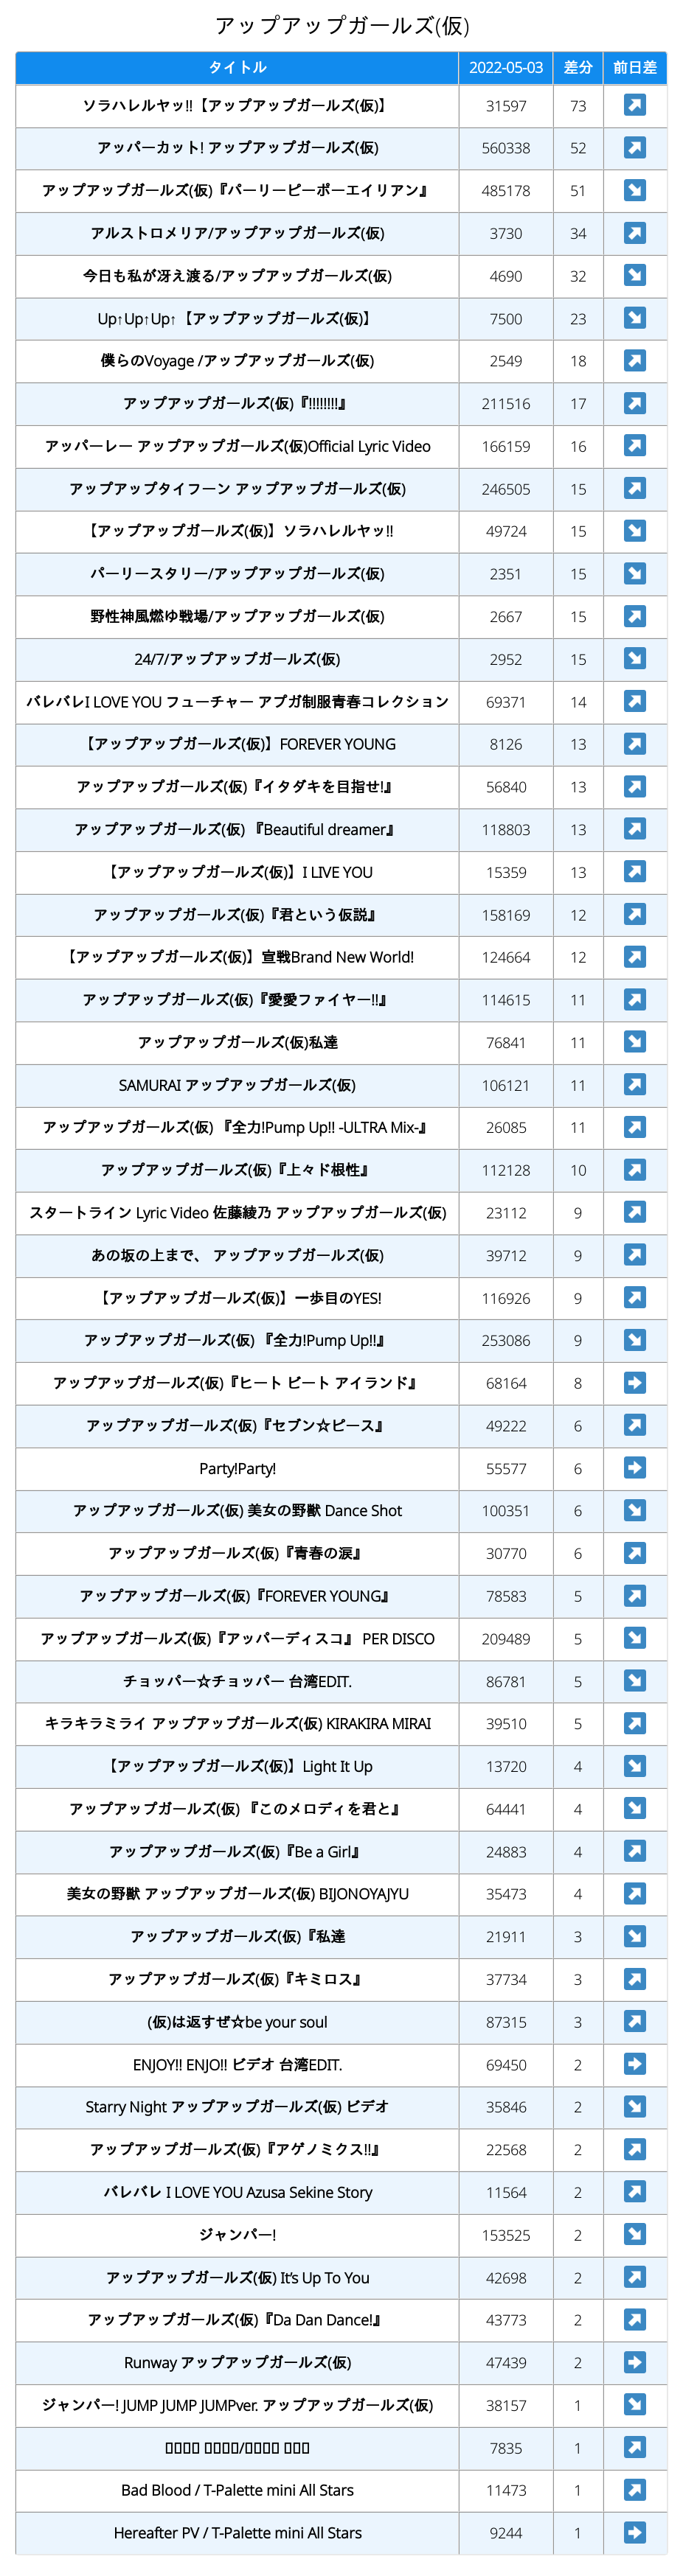 アップアップガールズ(仮)
タイトル 2022-05-03 差分 前日差
ソラハレルヤッ!!【アップアップガールズ(仮)】 31597 73 ↗
アッパーカット! アップアップガールズ(仮) 560338 52 ↗
アップアップガールズ(仮)『パーリーピーポーエイリアン』 485178 51 ↘
アルストロメリア/アップアップガールズ(仮) 3730 34 ↗
今日も私が冴え渡る/アップアップガールズ(仮) 4690 32 ↘
Up↑Up↑Up↑【アップアップガールズ(仮)】 7500 23 ↘
僕らのVoyage /アップアップガールズ(仮) 2549 18 ↗
アップアップガールズ(仮)『!!!!!!!!』 211516 17 ↗
アッパーレー アップアップガールズ(仮)Official Lyric Video 166159 16 ↗
アップアップタイフーン アップアップガールズ(仮) 246505 15 ↗
【アップアップガールズ(仮)】ソラハレルヤッ!! 49724 15 ↘
パーリースタリー/アップアップガールズ(仮) 2351 15 ↘
野性神風燃ゆ戦場/アップアップガールズ(仮) 2667 15 ↗
24/7/アップアップガールズ(仮) 2952 15 ↘
バレバレI LOVE YOU フューチャー アプガ制服青春コレクション 69371 14 ↗
【アップアップガールズ(仮)】FOREVER YOUNG 8126 13 ↗
アップアップガールズ(仮)『イタダキを目指せ!』 56840 13 ↗
アップアップガールズ(仮) 『Beautiful dreamer』 118803 13 ↗
【アップアップガールズ(仮)】I LIVE YOU 15359 13 ↗
アップアップガールズ(仮)『君という仮説』 158169 12 ↗
【アップアップガールズ(仮)】宣戦Brand New World! 124664 12 ↗
アップアップガールズ(仮)『愛愛ファイヤー!!』 114615 11 ↗
アップアップガールズ(仮)私達 76841 11 ↘
SAMURAI アップアップガールズ(仮) 106121 11 ↗
アップアップガールズ(仮) 『全力!Pump Up!! -ULTRA Mix-』 26085 11 ↗
アップアップガールズ(仮)『上々ド根性』 112128 10 ↗
スタートライン Lyric Video 佐藤綾乃 アップアップガールズ(仮) 23112 9 ↗
あの坂の上まで、 アップアップガールズ(仮) 39712 9 ↗
【アップアップガールズ(仮)】一歩目のYES! 116926 9 ↗
アップアップガールズ(仮) 『全力!Pump Up!!』 253086 9 ↘
アップアップガールズ(仮)『ヒート ビート アイランド』 68164 8 ➡
アップアップガールズ(仮)『セブン☆ピース』 49222 6 ↗
Party!Party! 55577 6 ➡
アップアップガールズ(仮) 美女の野獣 Dance Shot 100351 6 ↘
アップアップガールズ(仮)『青春の涙』 30770 6 ↗
アップアップガールズ(仮)『FOREVER YOUNG』 78583 5 ↗
アップアップガールズ(仮)『アッパーディスコ』 PER DISCO 209489 5 ↘
チョッパー☆チョッパー 台湾EDIT. 86781 5 ↘
キラキラミライ アップアップガールズ(仮) KIRAKIRA MIRAI 39510 5 ↗
【アップアップガールズ(仮)】Light It Up 13720 4 ↘
アップアップガールズ(仮) 『このメロディを君と』 64441 4 ↘
アップアップガールズ(仮)『Be a Girl』 24883 4 ↗
美女の野獣 アップアップガールズ(仮) BIJONOYAJYU 35473 4 ↗
アップアップガールズ(仮)『私達 21911 3 ↘
アップアップガールズ(仮)『キミロス』 37734 3 ↗
(仮)は返すぜ☆be your soul 87315 3 ↗
ENJOY!! ENJO!! ビデオ 台湾EDIT. 69450 2 ➡
Starry Night アップアップガールズ(仮) ビデオ 35846 2 ↘
アップアップガールズ(仮)『アゲノミクス!!』 22568 2 ↗
バレバレ I LOVE YOU Azusa Sekine Story 11564 2 ↗
ジャンパー! 153525 2 ↘
アップアップガールズ(仮) It's Up To You 42698 2 ↗
アップアップガールズ(仮)『Da Dan Dance!』 43773 2 ↗
Runway アップアップガールズ(仮) 47439 2 ➡
ジャンパー! JUMP JUMP JUMPver. アップアップガールズ(仮) 38157 1 ↘
▯▯▯▯ ▯▯▯▯/▯▯▯▯ ▯▯▯ 7835 1 ↗
Bad Blood / T-Palette mini All Stars 11473 1 ↗
Hereafter PV / T-Palette mini All Stars 9244 1 ➡